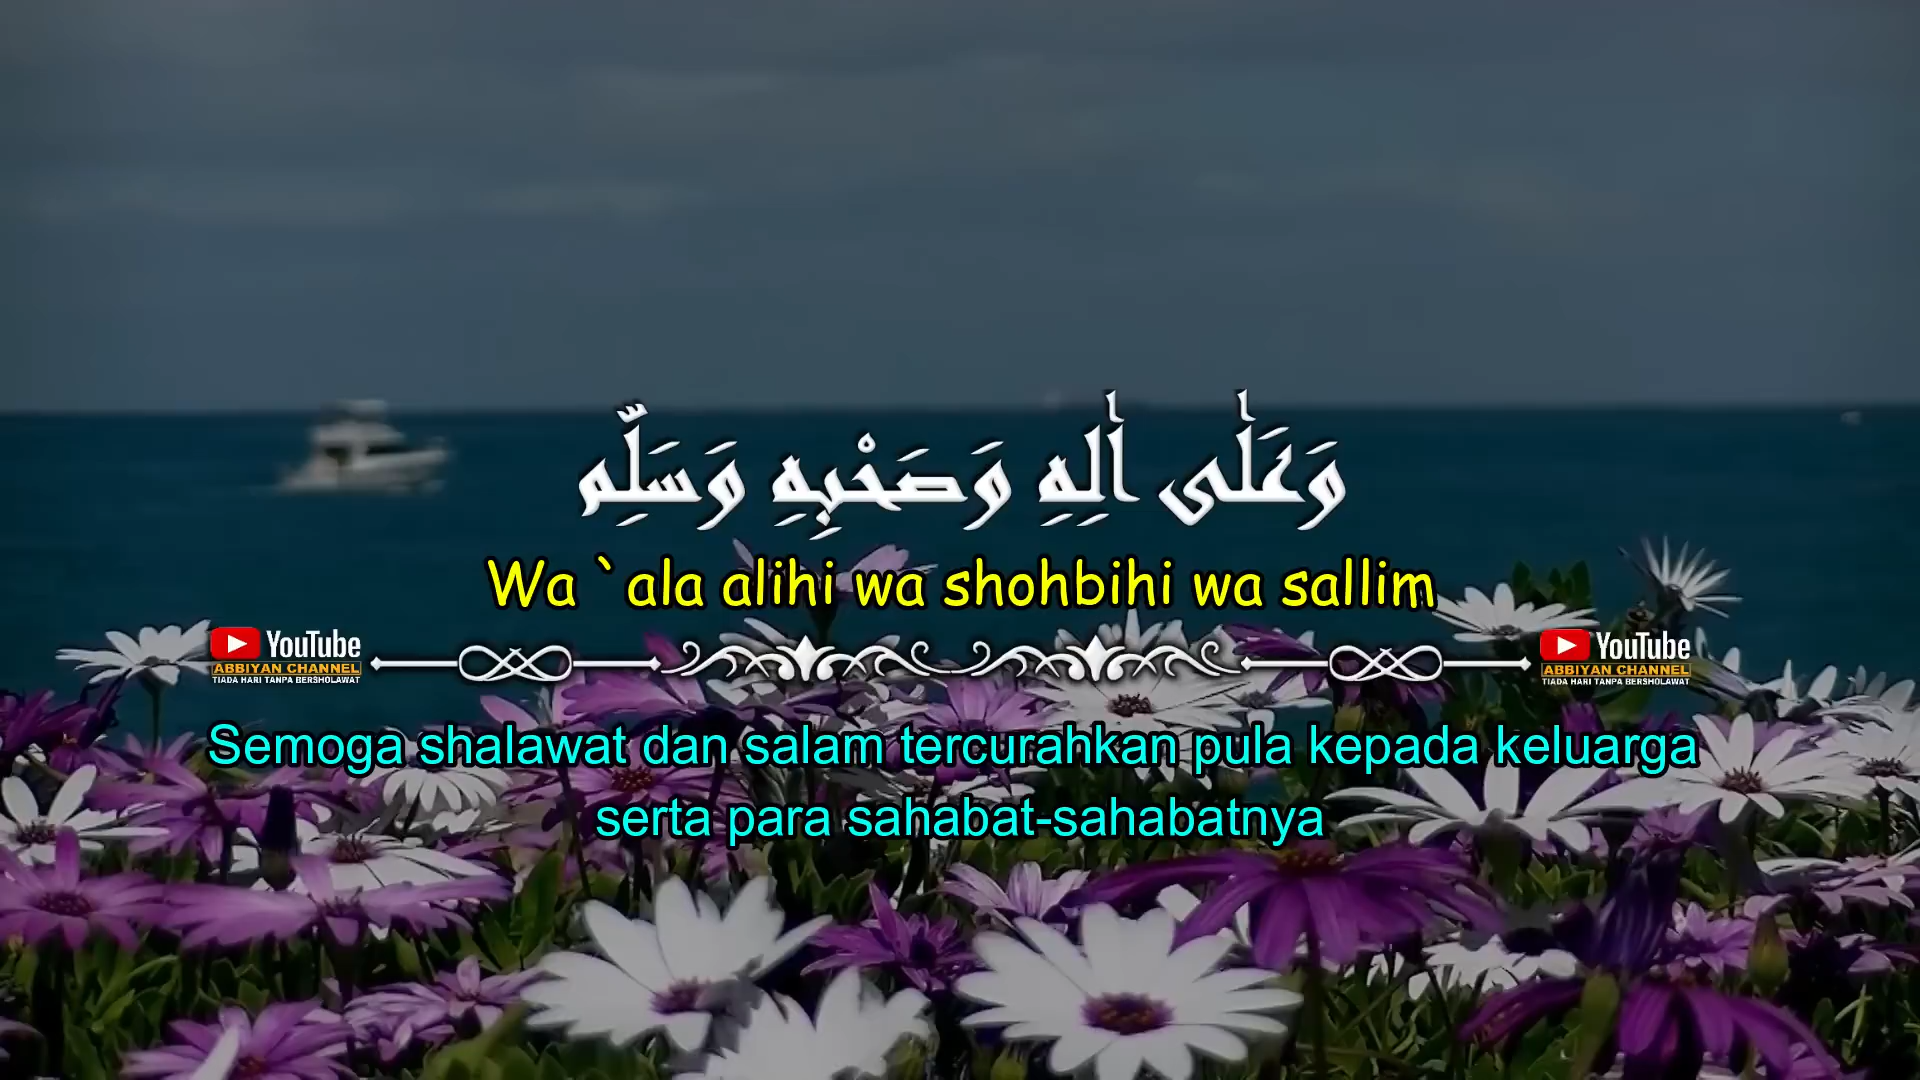 وَعَلٰى اٰلِهِ وَصَحْبِهِ وَسَلِّم
Wa `ala alihi wa shohbihi wa sallim
YouTube
ABBIYAN CHANNEL
TIADA HARI TANPA BERSHOLAWAT
YouTube
ABBIYAN CHANNEL
TIADA HARI TANPA BERSHOLAWAT
Semoga shalawat dan salam tercurahkan pula kepada keluarga
serta para sahabat-sahabatnya